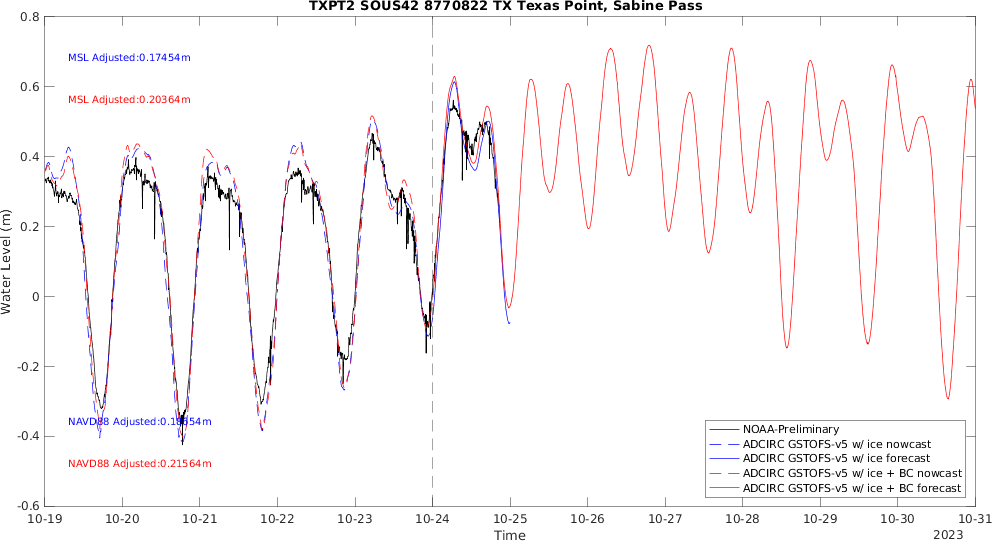 TXPT2 SOUS42 8770822 TX Texas Point, Sabine Pass
0.8
0.6
0.4
0.2
0
-0.2
-0.4
-0.6
Water Level (m)
MSL Adjusted:0.17454m
MSL Adjusted:0.20364m
NAVD88 Adjusted:0.18654m
NAVD88 Adjusted:0.21564m
NOAA-Preliminary
ADCIRC GSTOFS-v5 w/ ice nowcast
ADCIRC GSTOFS-v5 w/ ice forecast
ADCIRC GSTOFS-v5 w/ ice + BC nowcast
ADCIRC GSTOFS-v5 w/ ice + BC forecast
10-19 10-20 10-21 10-22 10-23 10-24 10-25 10-26 10-27 10-28 10-29 10-30 10-31
Time
2023